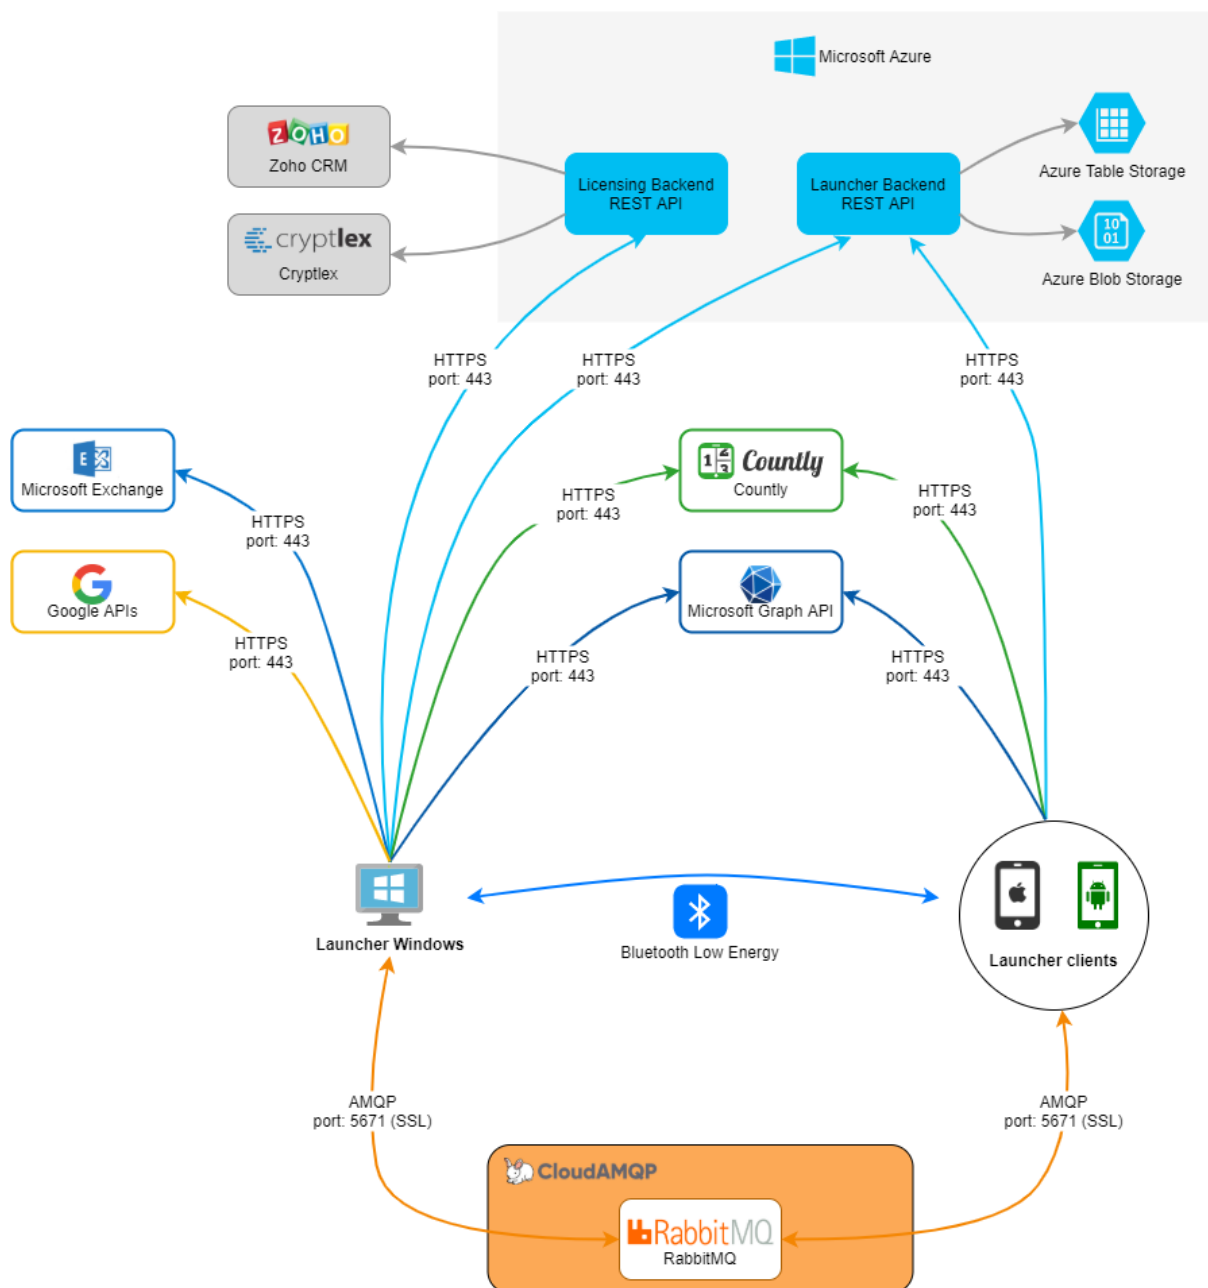 Microsoft Azure
ZOHO
Zoho CRM
Licensing Backend
REST API
Launcher Backend
REST API
Azure Table Storage
cryptlex
Cryptlex
10
01
Azure Blob Storage
HTTPS
port: 443
HTTPS
port: 443
HTTPS
port: 443
E
Microsoft Exchange
1 2
3
Countly
Countly
HTTPS
port: 443
HTTPS
port: 443
HTTPS
port: 443
G
Google APIs
Microsoft Graph API
HTTPS
port: 443
HTTPS
port: 443
HTTPS
port: 443
Launcher Windows
Bluetooth Low Energy
Launcher clients
AMQP
port: 5671 (SSL)
AMQP
port: 5671 (SSL)
CloudAMQP
RabbitMQ
RabbitMQ